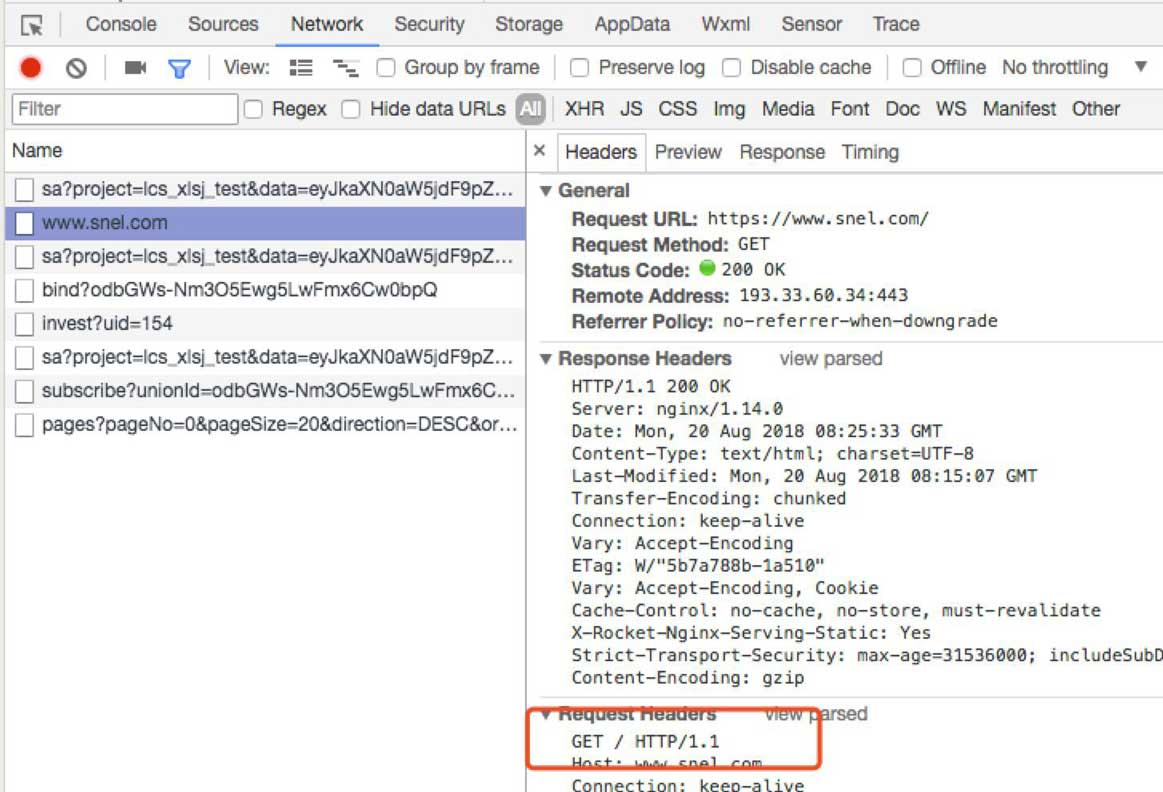 Console Sources Network Security Storage AppData Wxml Sensor Trace
View: Group by frame Preserve log Disable cache Offline No throttling
Filter Regex Hide data URLs All XHR JS CSS Img Media Font Doc WS Manifest Other
Name
sa?project=lcs_xlsj_test&data=eyJkaXN0aW5jdF9pZ...
www.snel.com
sa?project=lcs_xlsj_test&data=eyJkaXN0aW5jdF9pZ...
bind?odbGWs-Nm3O5Ewg5LwFmx6Cw0bpQ
invest?uid=154
sa?project=lcs_xlsj_test&data=eyJkaXN0aW5jdF9pZ...
subscribe?unionId=odbGWs-Nm3O5Ewg5LwFmx6C...
pages?pageNo=0&pageSize=20&direction=DESC&or...
× Headers Preview Response Timing
General
Request URL: https://www.snel.com/
Request Method: GET
Status Code: 200 OK
Remote Address: 193.33.60.34:443
Referrer Policy: no-referrer-when-downgrade
Response Headers view parsed
HTTP/1.1 200 OK
Server: nginx/1.14.0
Date: Mon, 20 Aug 2018 08:25:33 GMT
Content-Type: text/html; charset=UTF-8
Last-Modified: Mon, 20 Aug 2018 08:15:07 GMT
Transfer-Encoding: chunked
Connection: keep-alive
Vary: Accept-Encoding
ETag: W/"5b7a788b-1a510"
Vary: Accept-Encoding, Cookie
Cache-Control: no-cache, no-store, must-revalidate
X-Rocket-Nginx-Serving-Static: Yes
Strict-Transport-Security: max-age=31536000; includeSubD
Content-Encoding: gzip
Request Headers view parsed
GET / HTTP/1.1
Host: www.snel.com
Connection: keep-alive